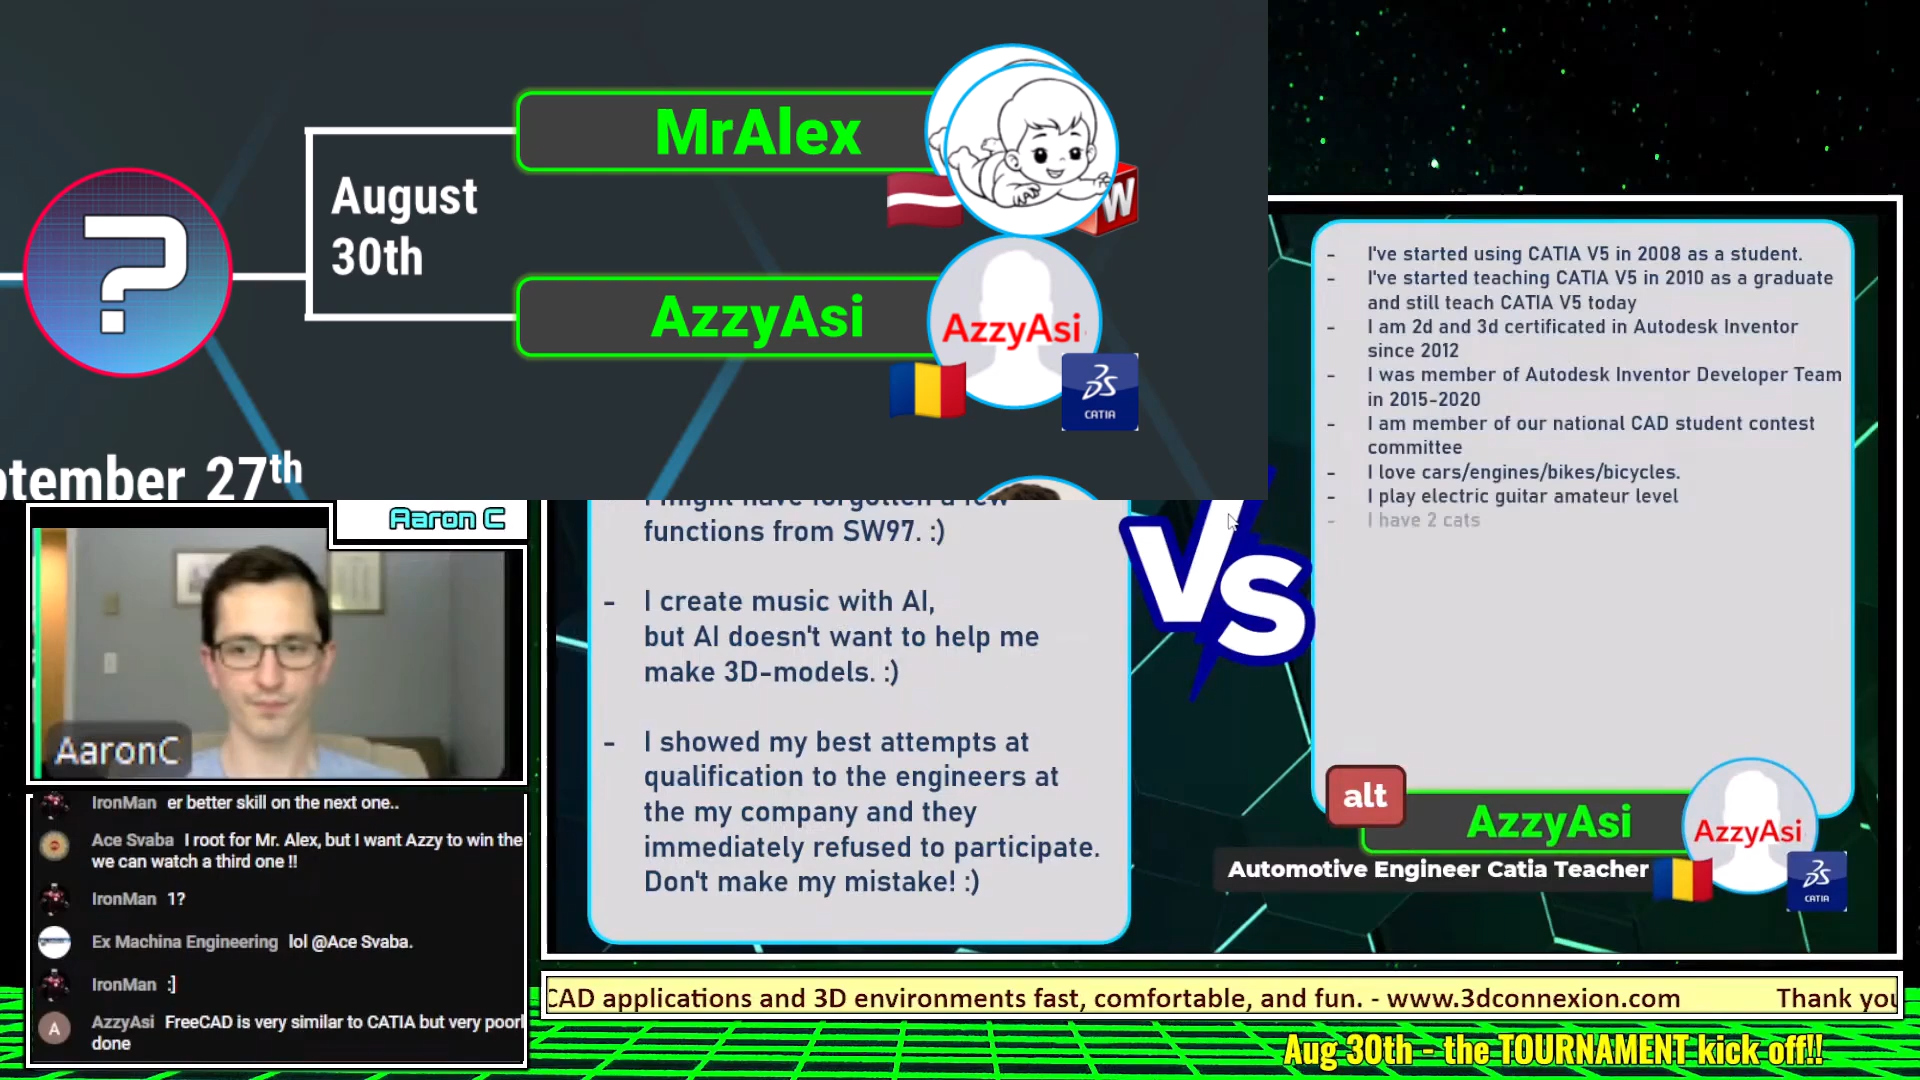 MrAlex
August
30th
AzzyAsi
AzzyAsi
W
DS
CATIA
ptember 27th
I might have forgotten a few
functions from SW97. :)
- I create music with AI,
but AI doesn't want to help me
make 3D-models. :)
- I showed my best attempts at
qualification to the engineers at
the my company and they
immediately refused to participate.
Don't make my mistake! :)
VS
- I've started using CATIA V5 in 2008 as a student.
- I've started teaching CATIA V5 in 2010 as a graduate
and still teach CATIA V5 today
- I am 2d and 3d certificated in Autodesk Inventor
since 2012
- I was member of Autodesk Inventor Developer Team
in 2015-2020
- I am member of our national CAD student contest
committee
- I love cars/engines/bikes/bicycles.
- I play electric guitar amateur level
- I have 2 cats
alt
AzzyAsi
AzzyAsi
Automotive Engineer Catia Teacher
DS
CATIA
Aaron C
AaronC
IronMan er better skill on the next one..
Ace Svaba I root for Mr. Alex, but I want Azzy to win the
we can watch a third one !!
IronMan 1?
Ex Machina Engineering lol @Ace Svaba.
IronMan :]
A
AzzyAsi FreeCAD is very similar to CATIA but very poorl
done
CAD applications and 3D environments fast, comfortable, and fun. - www.3dconnexion.com Thank you
Aug 30th - the TOURNAMENT kick off!!